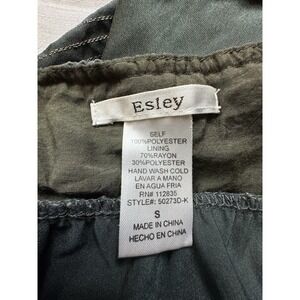 Esley
SELF
100%POLYESTER
LINING
70%RAYON
30%POLYESTER
HAND WASH COLD
LAVAR A MANO
EN AGUA FRIA
RN# 112835
STYLE#: 50273D-K
S
MADE IN CHINA
HECHO EN CHINA